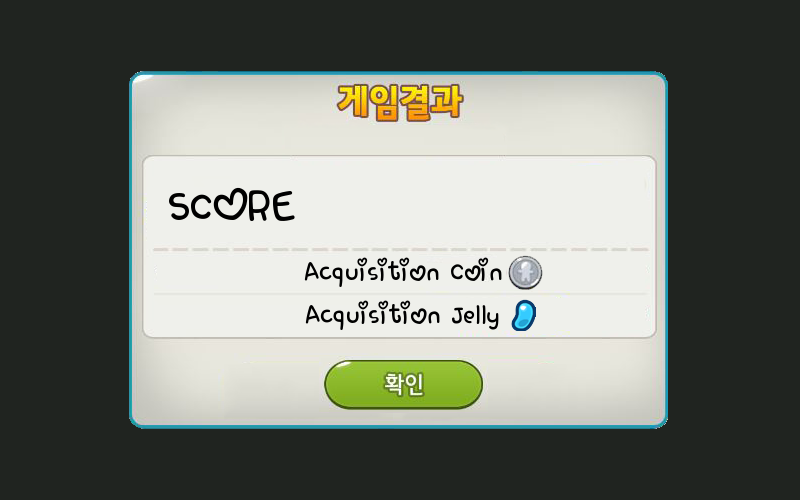 게임결과
SCORE
Acquisition Coin
Acquisition Jelly
확인